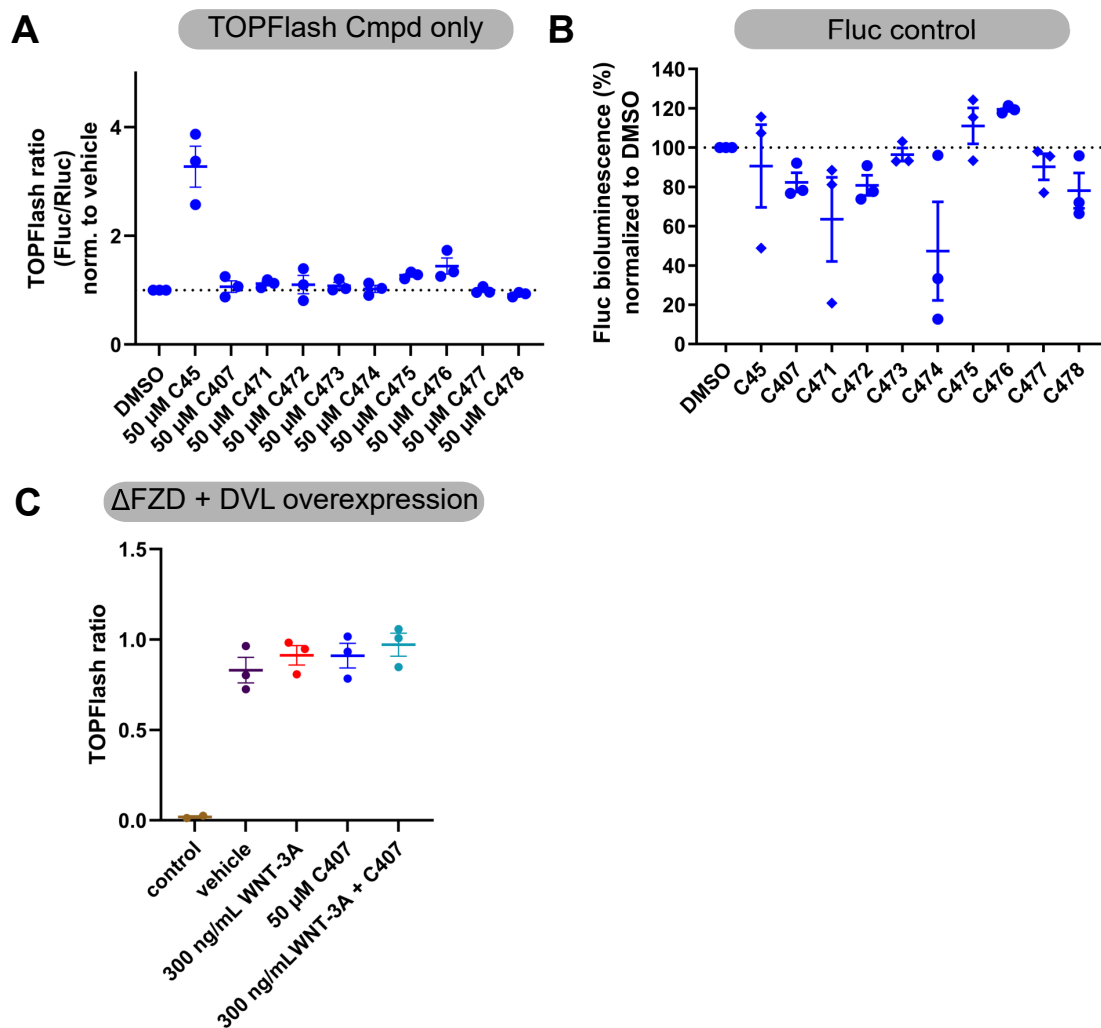 A
TOPFlash Cmpd only
TOPFlash ratio
(Fluc/Rluc)
norm. to vehicle
4
2
0
DMSO
50 µM C45
50 µM C407
50 µM C471
50 µM C472
50 µM C473
50 µM C474
50 µM C475
50 µM C476
50 µM C477
50 µM C478
B
Fluc control
Fluc bioluminescence (%)
normalized to DMSO
140
120
100
80
60
40
20
0
DMSO
C45
C407
C471
C472
C473
C474
C475
C476
C477
C478
C
ΔFZD + DVL overexpression
TOPFlash ratio
1.5
1.0
0.5
0.0
control
vehicle
300 ng/mL WNT-3A
50 µM C407
300 ng/mLWNT-3A + C407